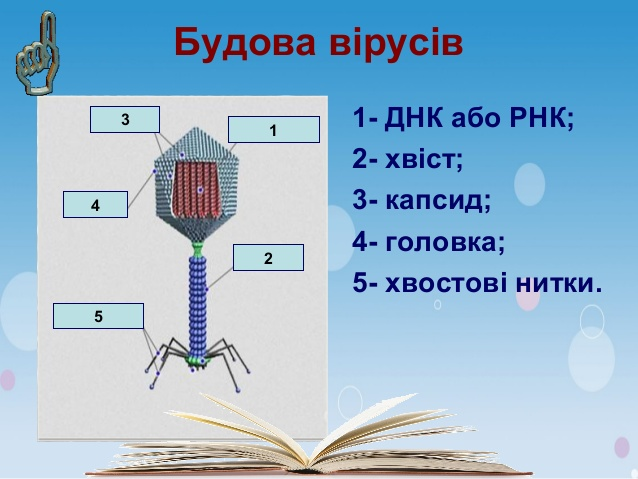 Будова вірусів
3
1
4
2
5
1- ДНК або РНК;
2- хвіст;
3- капсид;
4- головка;
5- хвостові нитки.